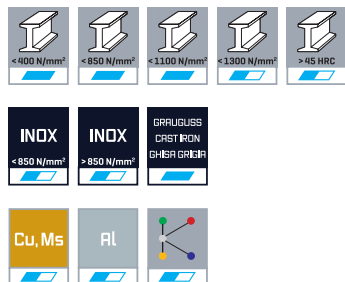 <400 N/mm² <850 N/mm² <1100 N/mm² <1300 N/mm² >45 HRC
INOX INOX GRAUGUSS
CAST IRON
GHISA GRIGIA
<850 N/mm² >850 N/mm²
Cu, Ms Al